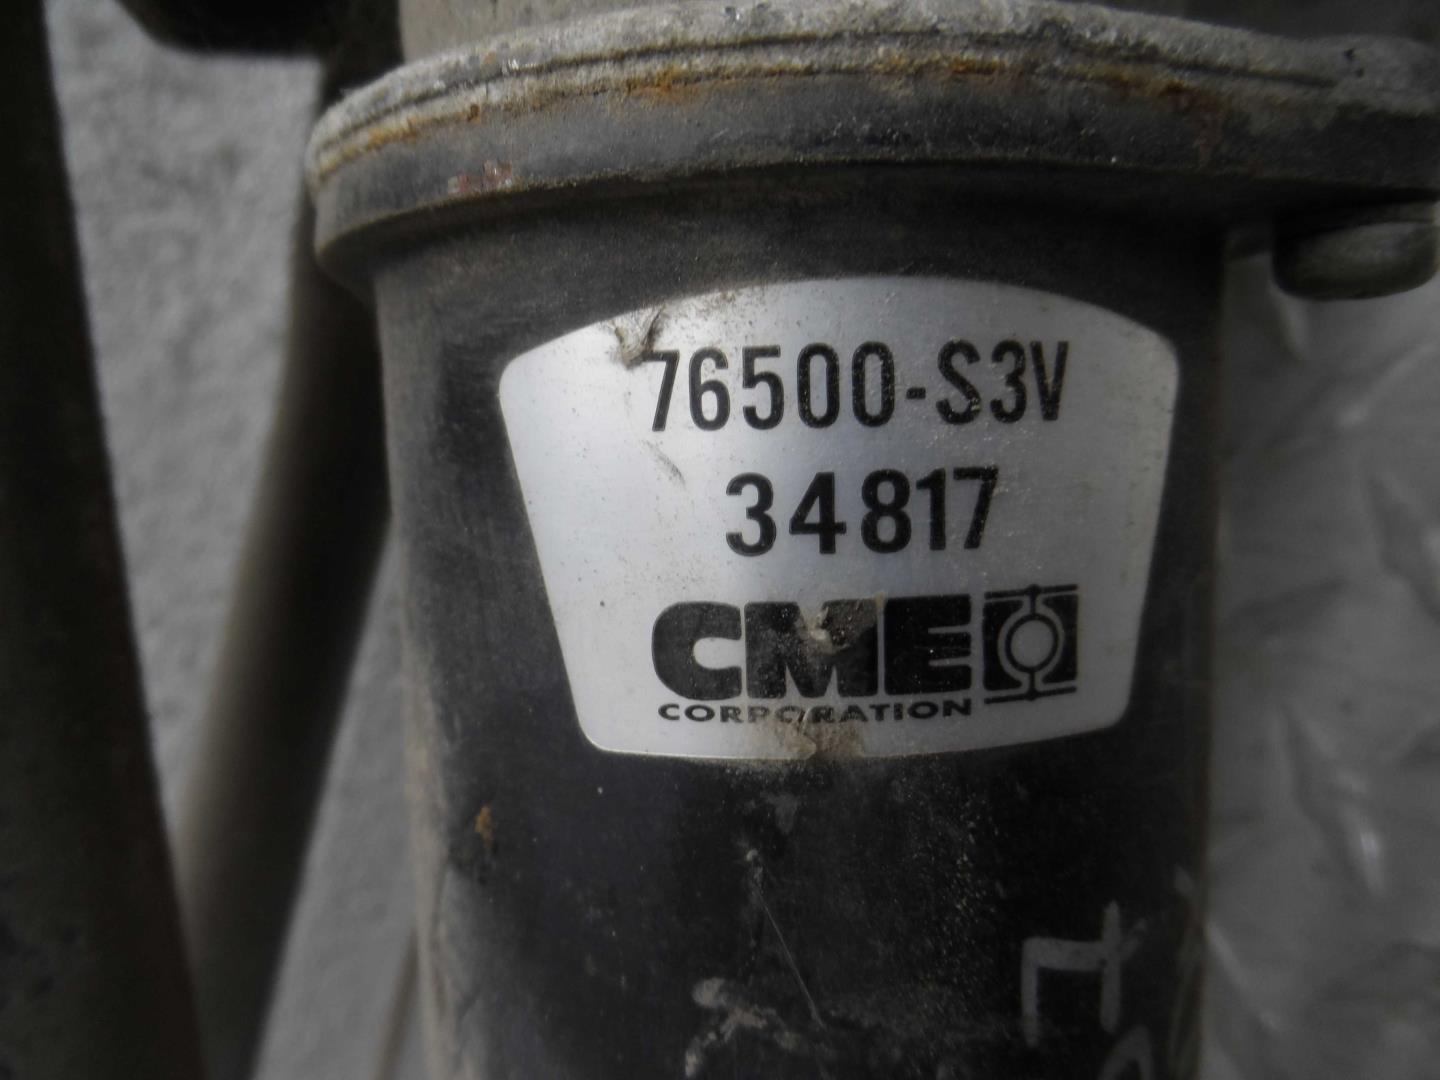 76500-S3V
34817
CME
CORPORATION